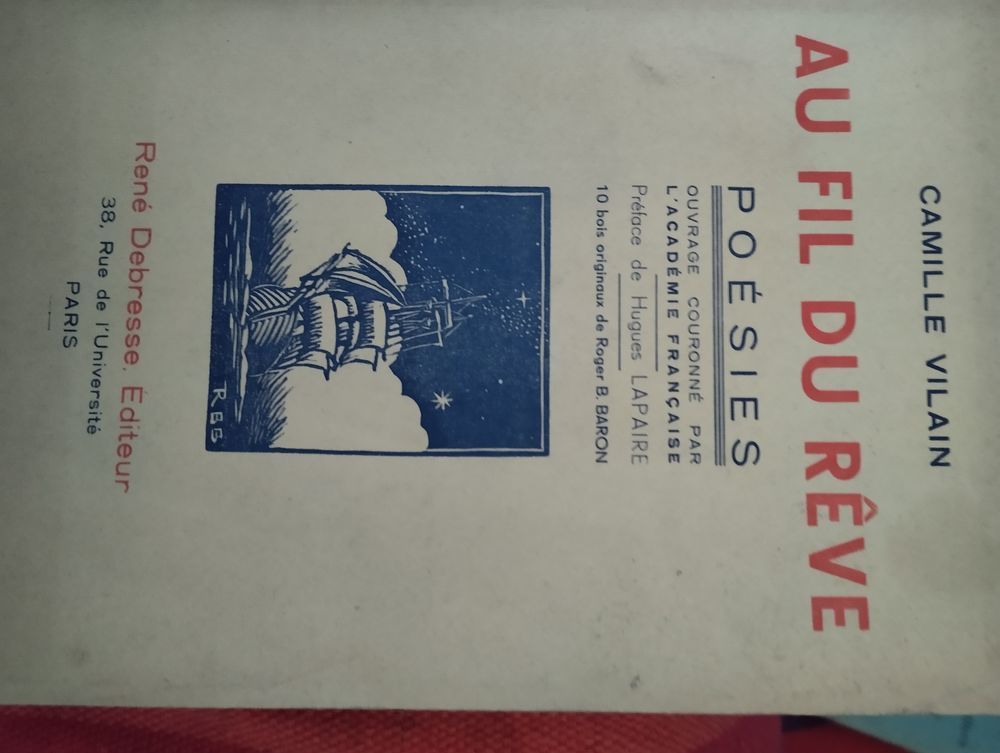 CAMILLE VILAIN
AU FIL DU RÊVE
POÉSIES
OUVRAGE COURONNÉ PAR
L'ACADÉMIE FRANÇAISE
Préface de Hugues LAPAIRE
10 bois originaux de Roger B. BARON
RBB
René Debresse, Éditeur
38, Rue de l'Université
PARIS